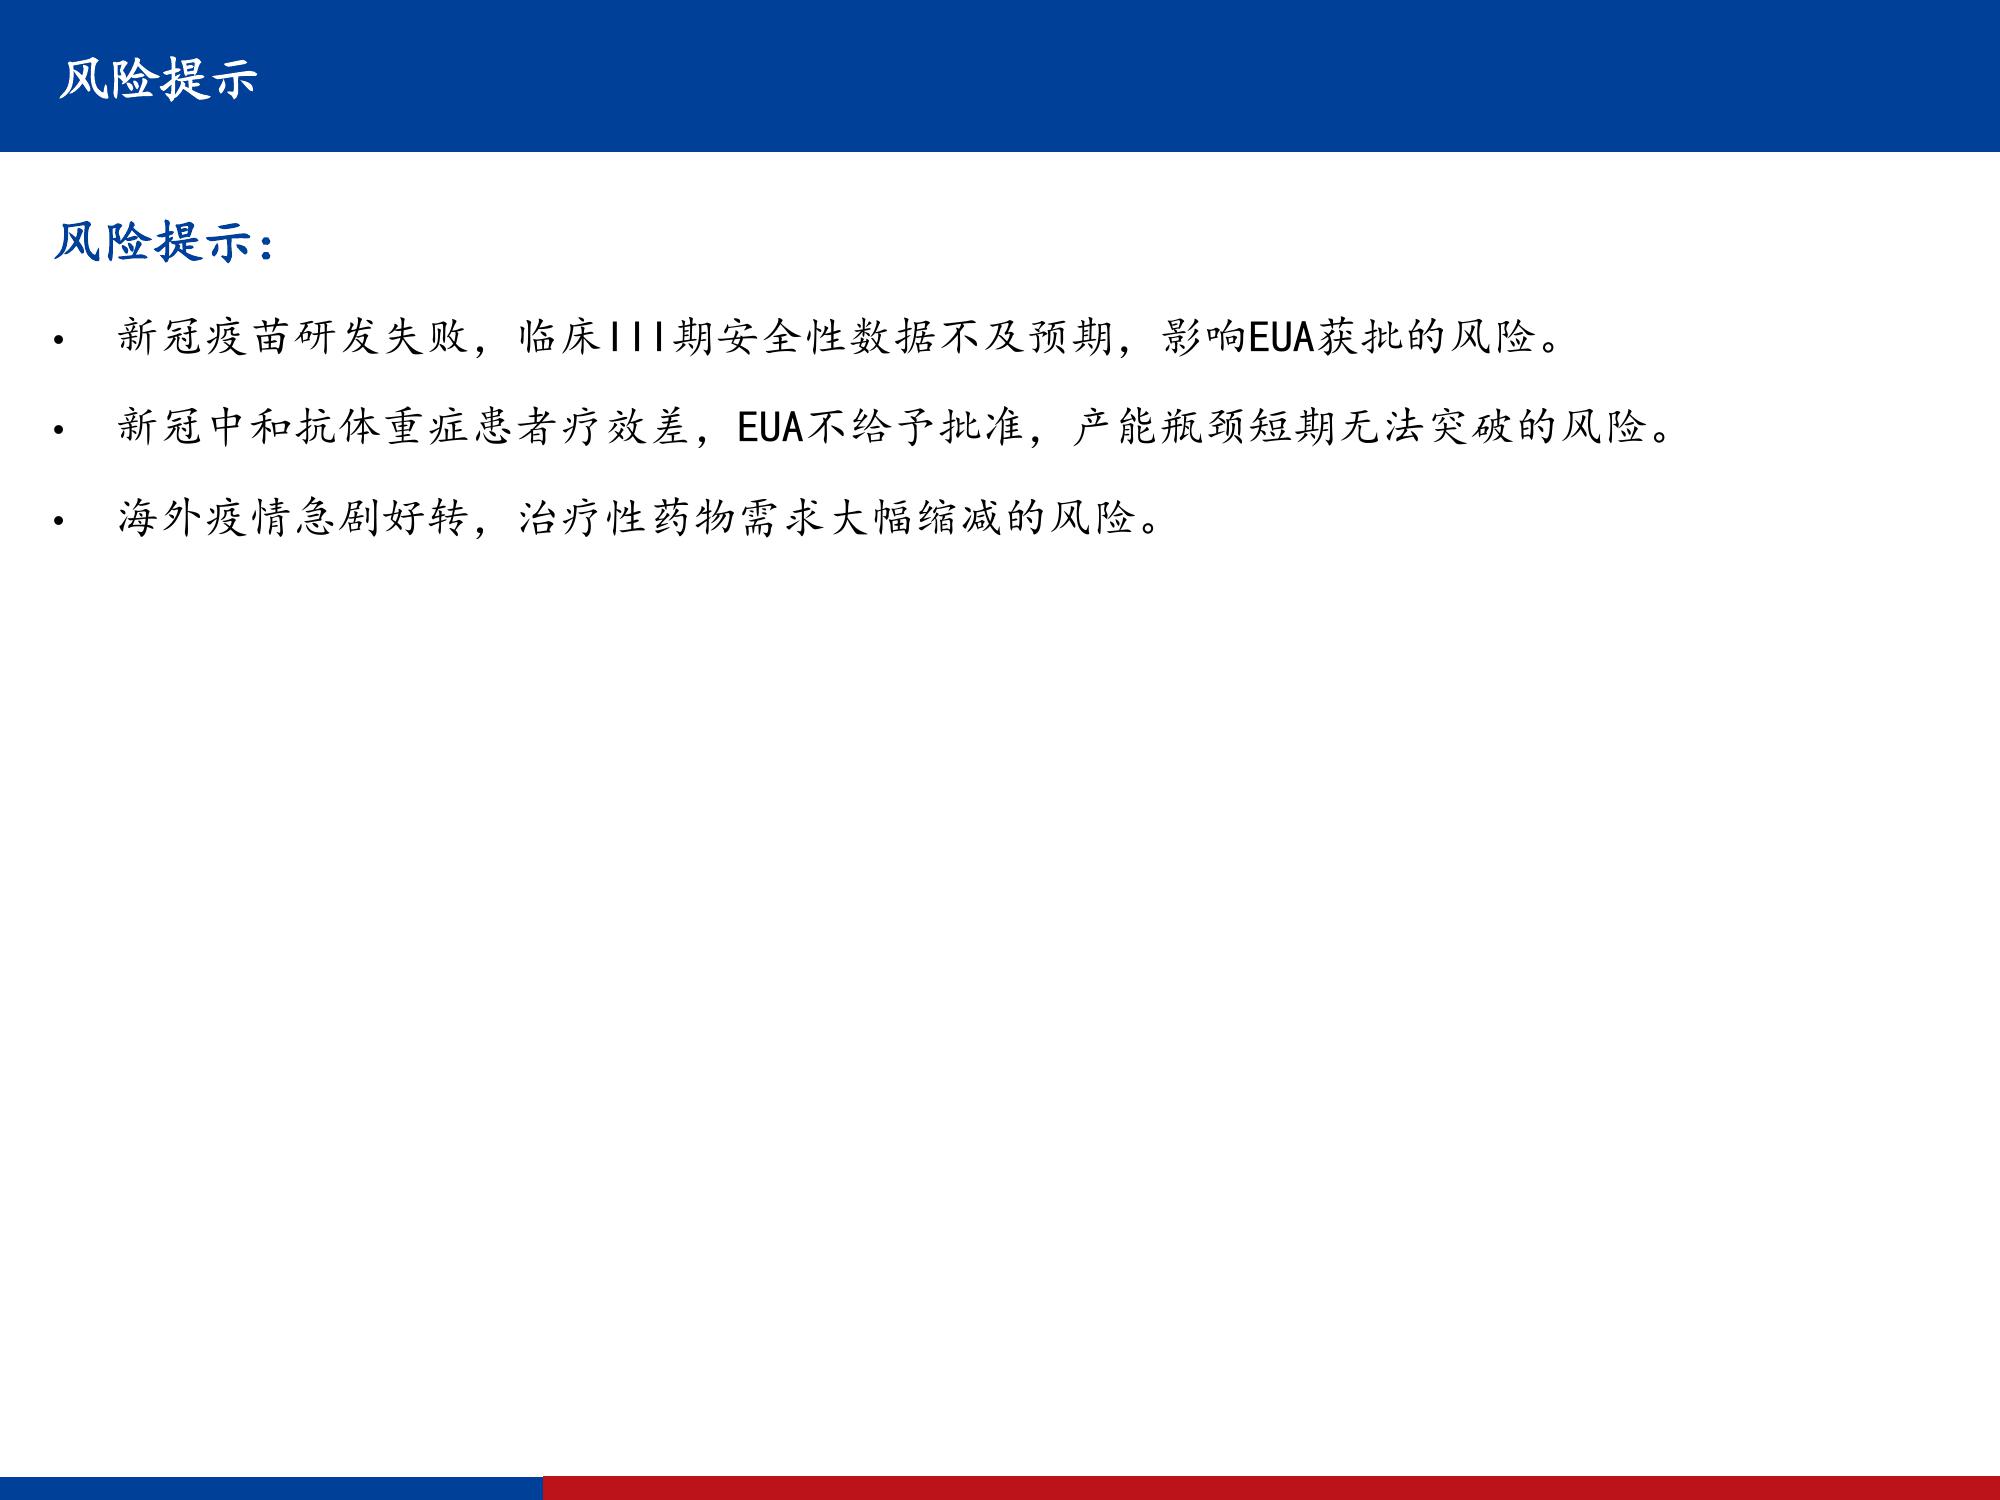 风险提示
风险提示：
• 新冠疫苗研发失败，临床III期安全性数据不及预期，影响EUA获批的风险。
• 新冠中和抗体重症患者疗效差，EUA不给予批准，产能瓶颈短期无法突破的风险。
• 海外疫情急剧好转，治疗性药物需求大幅缩减的风险。